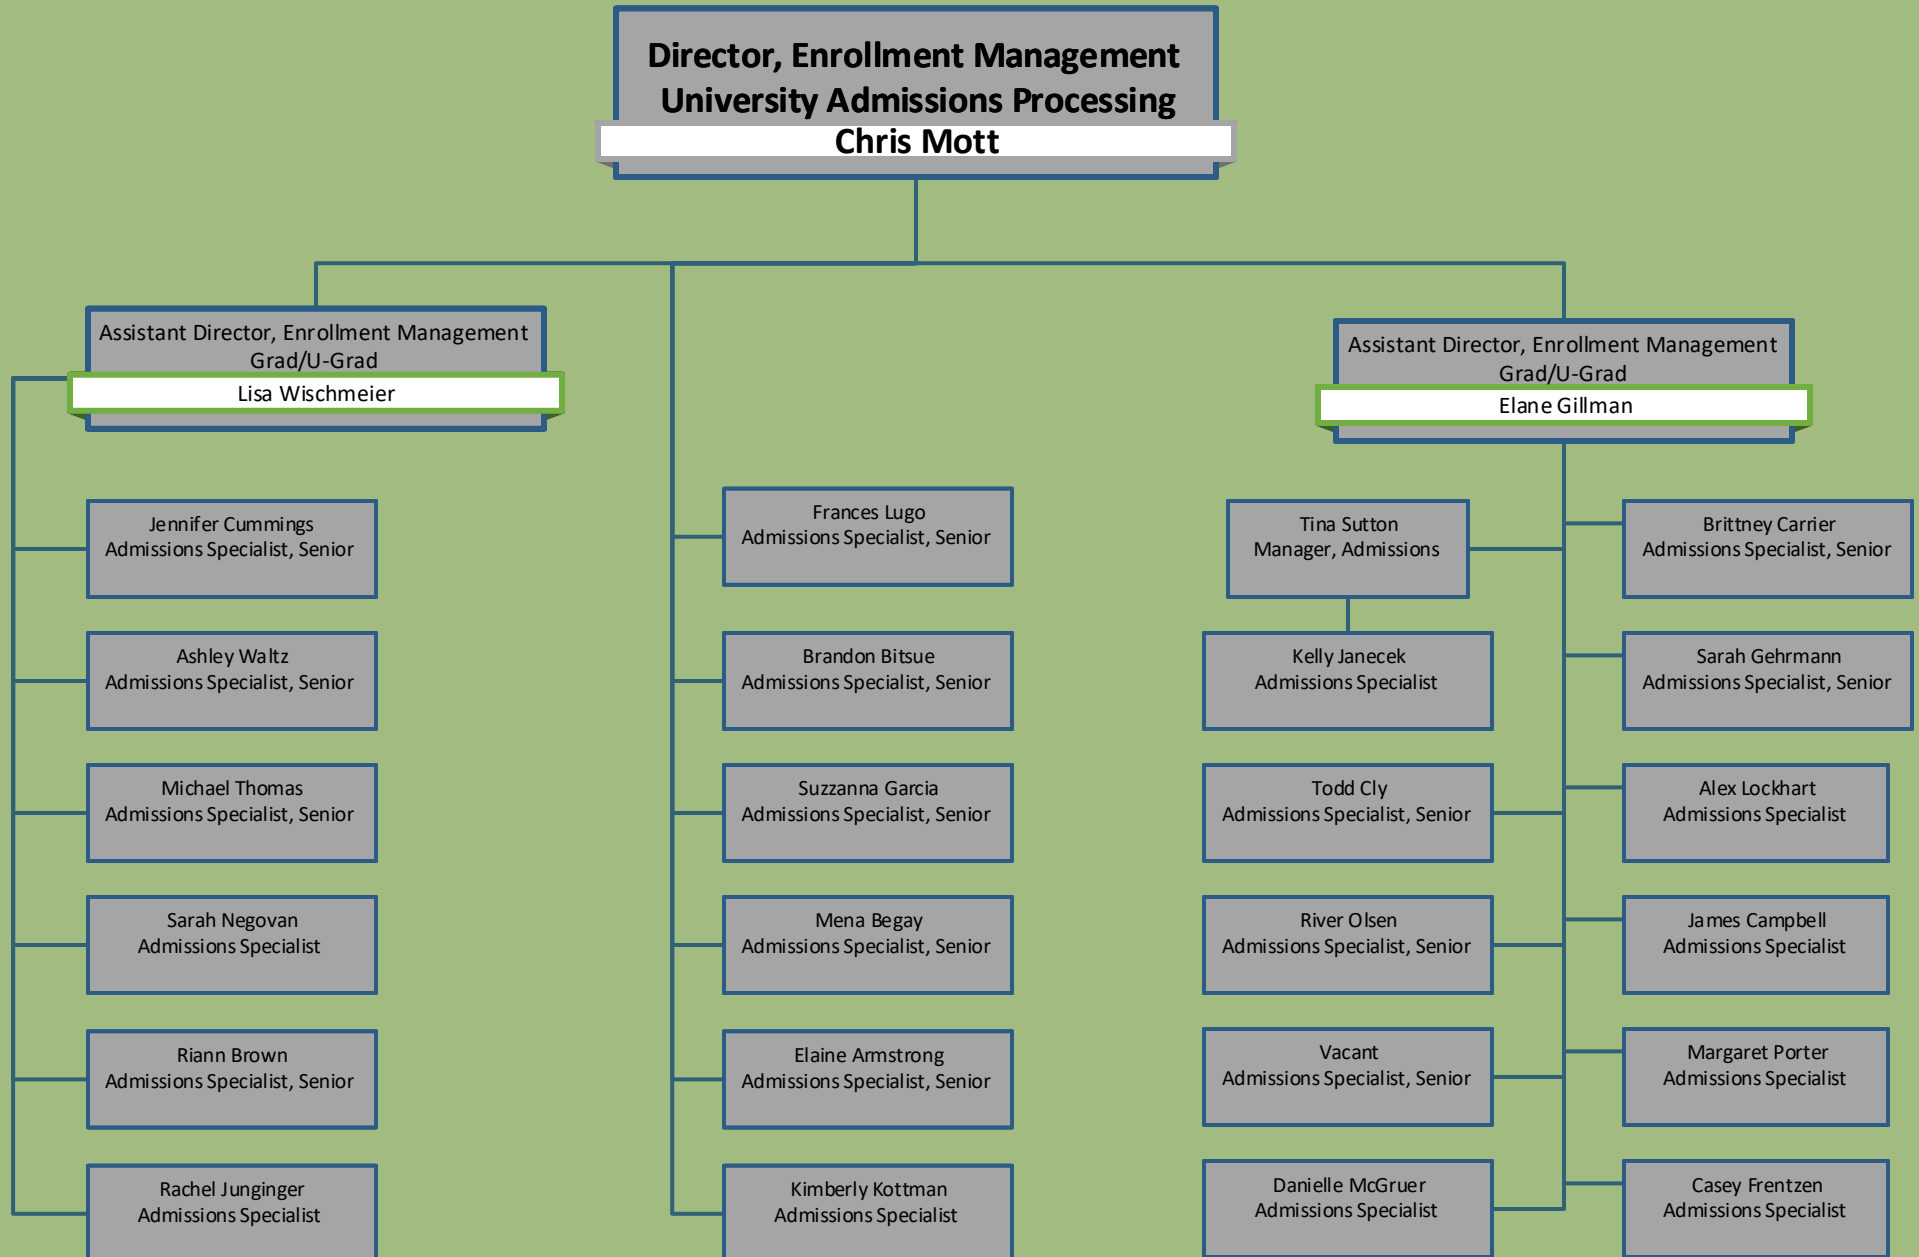 Director, Enrollment Management
University Admissions Processing
Chris Mott
Assistant Director, Enrollment Management
Grad/U-Grad
Lisa Wischmeier
Assistant Director, Enrollment Management
Grad/U-Grad
Elane Gillman
Jennifer Cummings
Admissions Specialist, Senior
Ashley Waltz
Admissions Specialist, Senior
Michael Thomas
Admissions Specialist, Senior
Sarah Negovan
Admissions Specialist
Riann Brown
Admissions Specialist, Senior
Rachel Junginger
Admissions Specialist
Frances Lugo
Admissions Specialist, Senior
Brandon Bitsue
Admissions Specialist, Senior
Suzzanna Garcia
Admissions Specialist, Senior
Mena Begay
Admissions Specialist, Senior
Elaine Armstrong
Admissions Specialist, Senior
Kimberly Kottman
Admissions Specialist
Tina Sutton
Manager, Admissions
Kelly Janecek
Admissions Specialist
Todd Cly
Admissions Specialist, Senior
River Olsen
Admissions Specialist, Senior
Vacant
Admissions Specialist, Senior
Danielle McGruer
Admissions Specialist
Brittney Carrier
Admissions Specialist, Senior
Sarah Gehrmann
Admissions Specialist, Senior
Alex Lockhart
Admissions Specialist
James Campbell
Admissions Specialist
Margaret Porter
Admissions Specialist
Casey Frentzen
Admissions Specialist